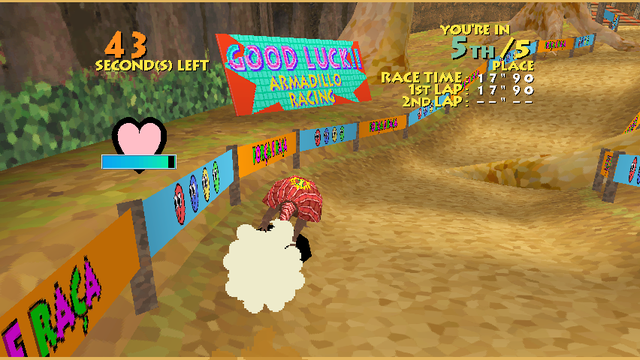 43
SECOND(S) LEFT
GOOD LUCK!!
ARMADILLO
RACING
YOU'RE IN
5TH/5
PLACE
RACE TIME: 17"90
1ST LAP: 17"90
2ND LAP: --"--
RAÇA